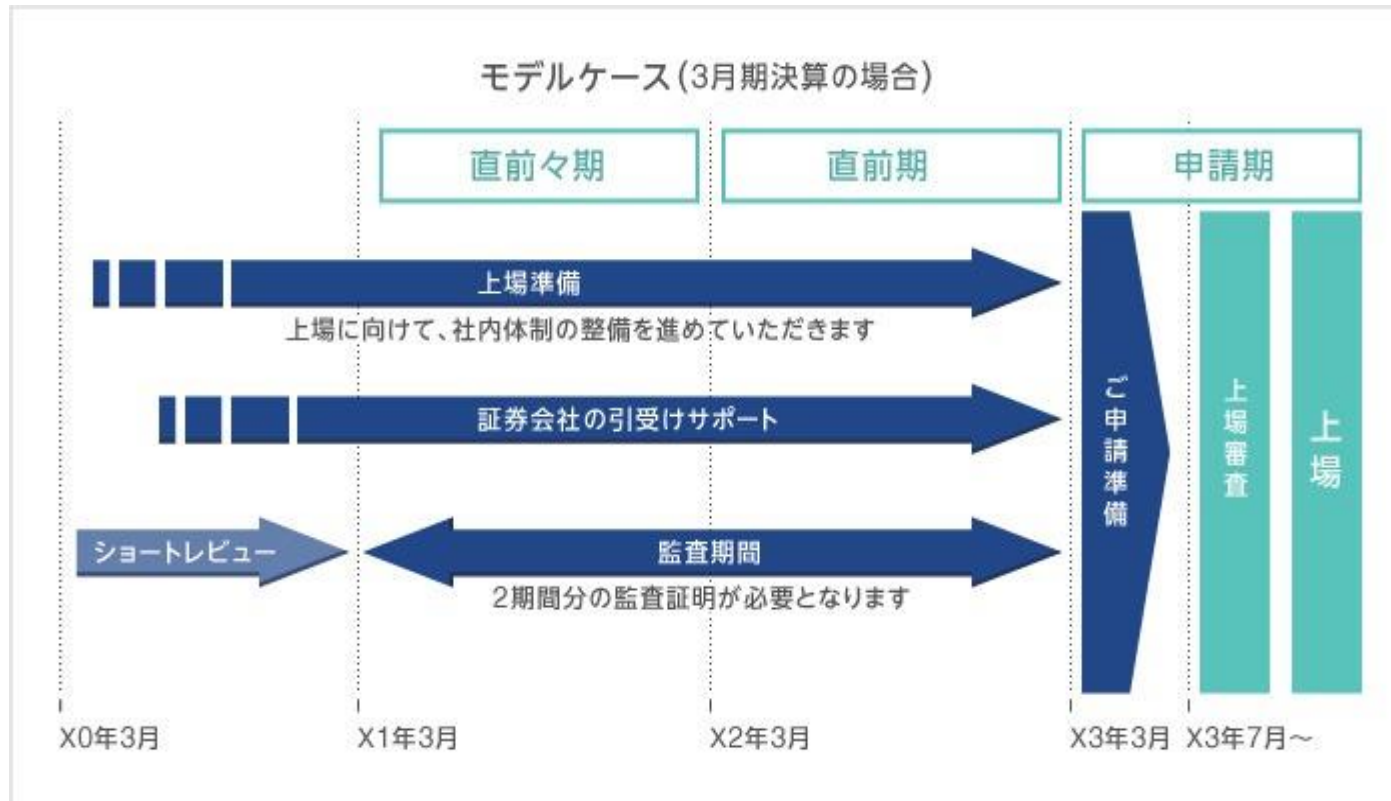 モデルケース(3月期決算の場合)
直前々期
直前期
申請期
上場準備
上場に向けて、社内体制の整備を進めていただきます
証券会社の引受けサポート
ショートレビュー
監査期間
2期間分の監査証明が必要となります
ご申請準備
上場審査
上場
X0年3月
X1年3月
X2年3月
X3年3月
X3年7月〜